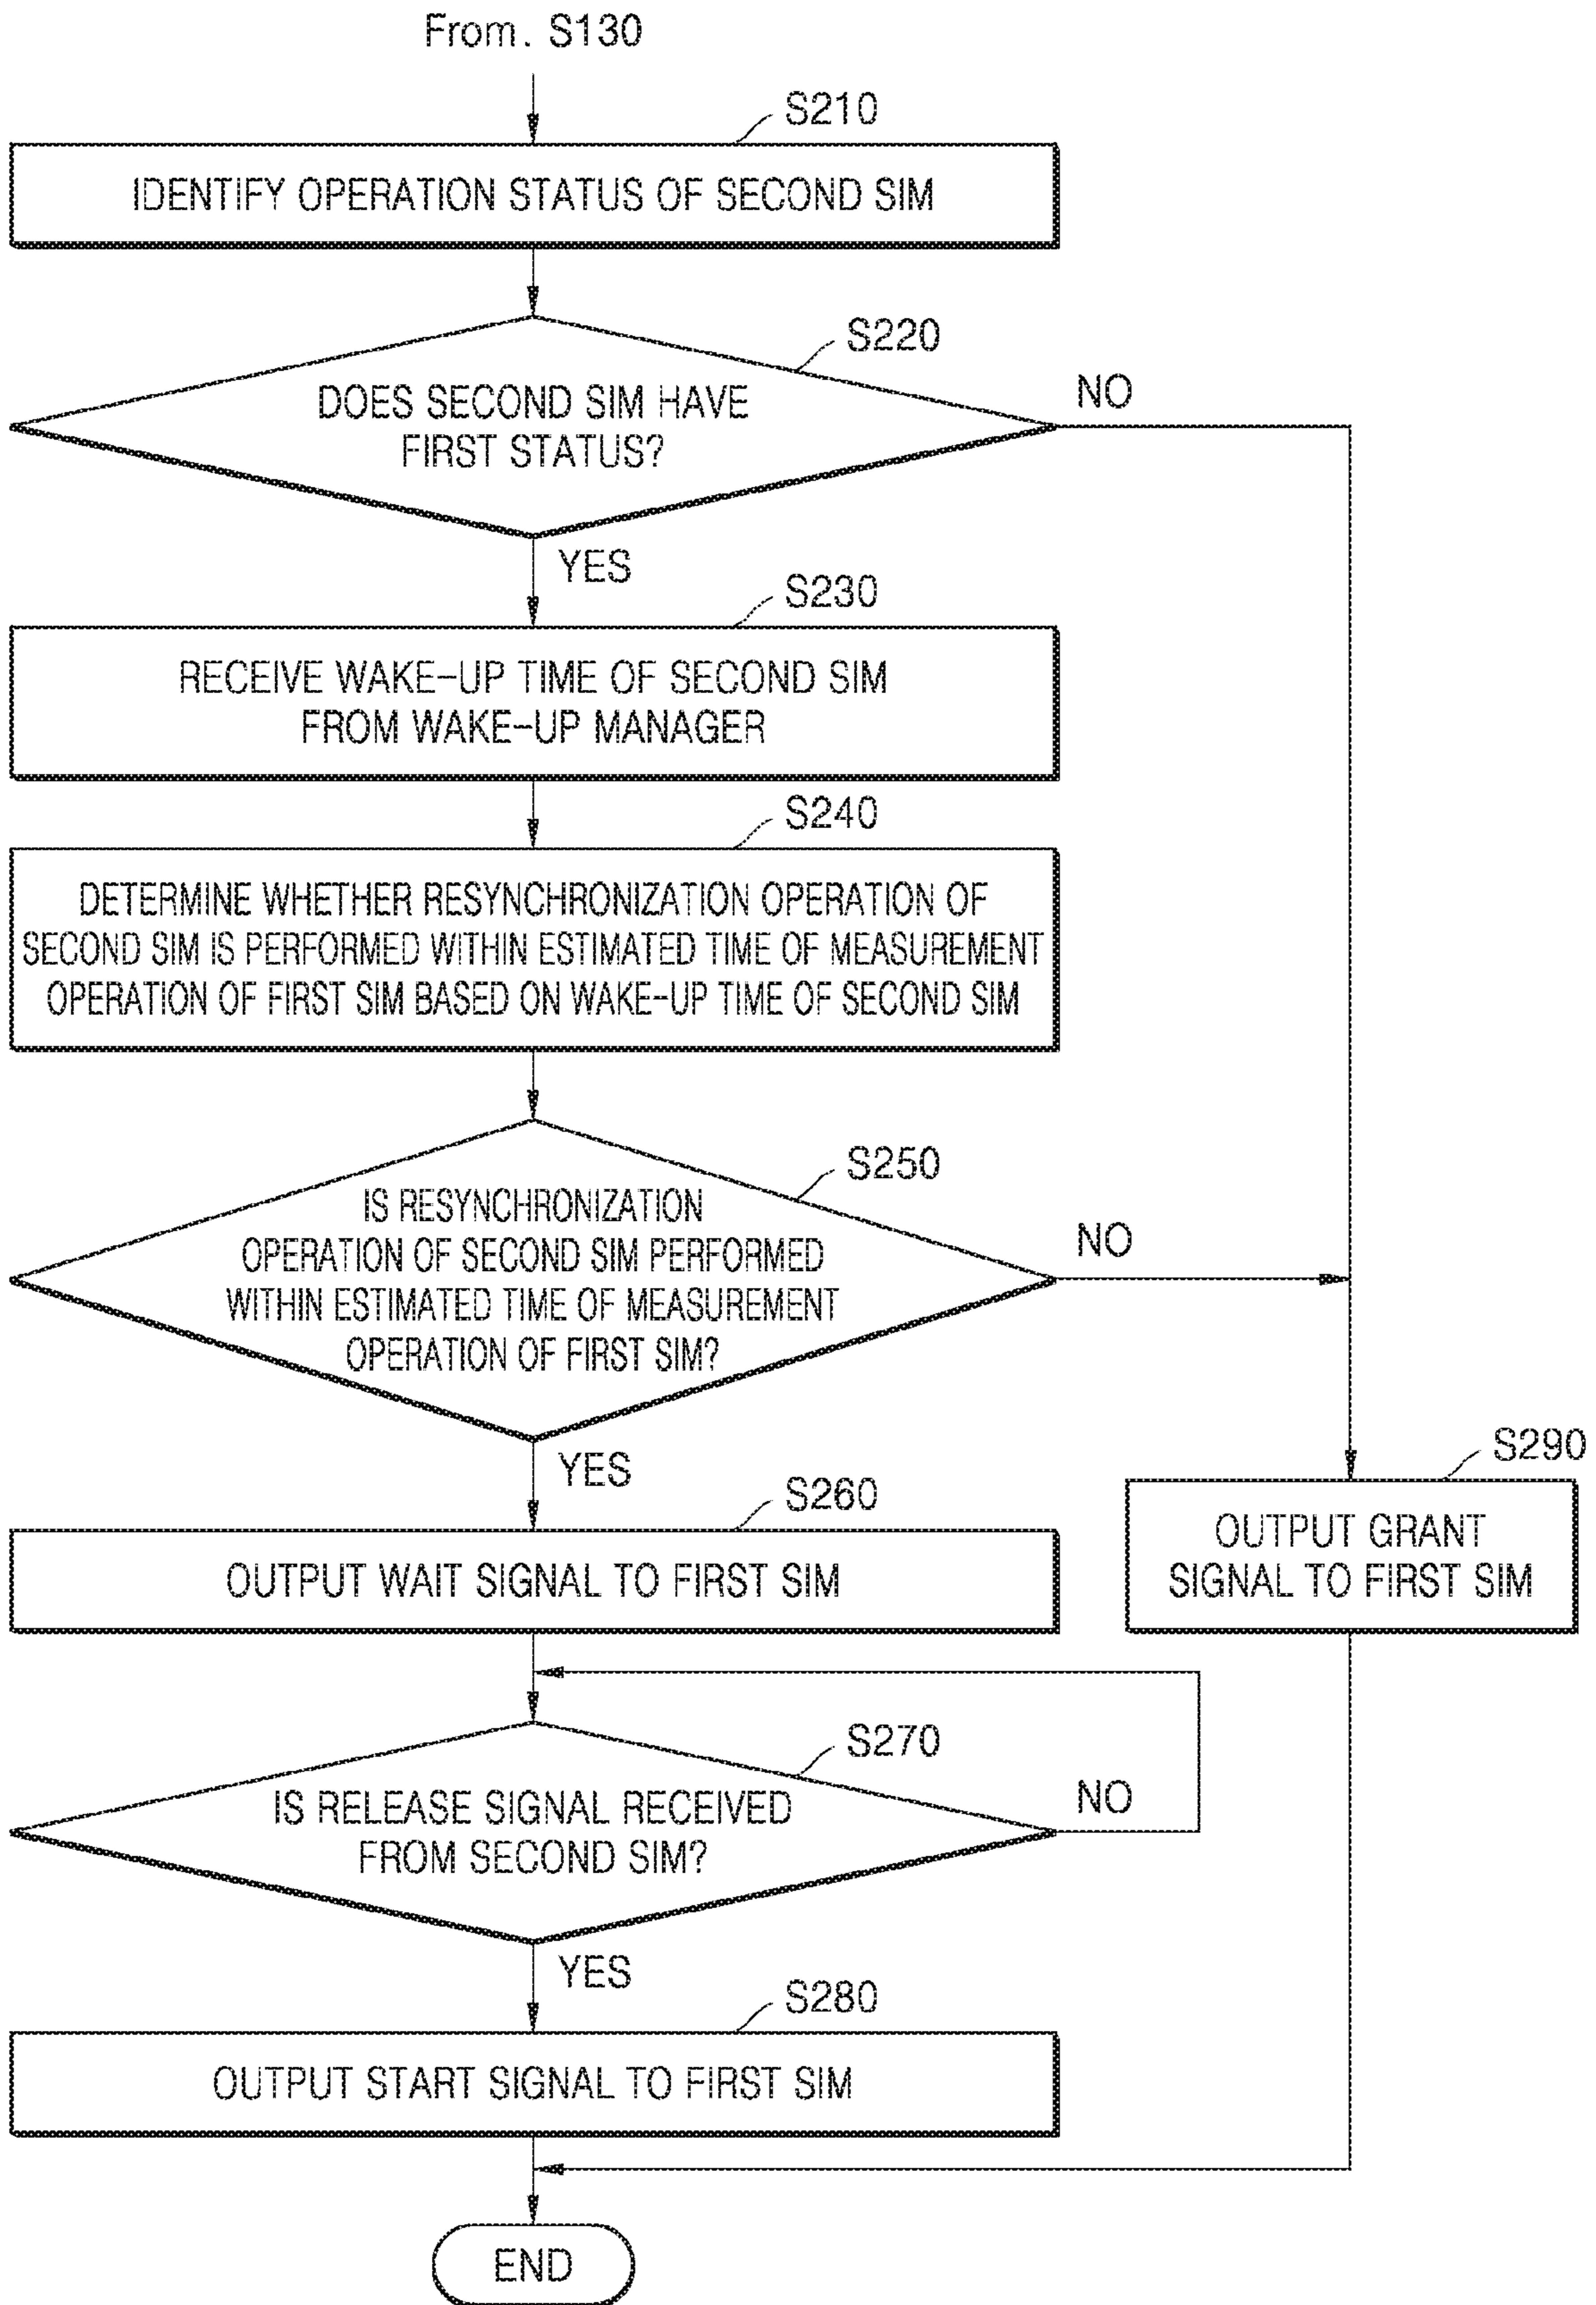 From. S130
S210
IDENTIFY OPERATION STATUS OF SECOND SIM
S220
DOES SECOND SIM HAVE
FIRST STATUS?
NO
YES
S230
RECEIVE WAKE-UP TIME OF SECOND SIM
FROM WAKE-UP MANAGER
S240
DETERMINE WHETHER RESYNCHRONIZATION OPERATION OF
SECOND SIM IS PERFORMED WITHIN ESTIMATED TIME OF MEASUREMENT
OPERATION OF FIRST SIM BASED ON WAKE-UP TIME OF SECOND SIM
S250
IS RESYNCHRONIZATION
OPERATION OF SECOND SIM PERFORMED
WITHIN ESTIMATED TIME OF MEASUREMENT
OPERATION OF FIRST SIM?
NO
YES
S260
OUTPUT WAIT SIGNAL TO FIRST SIM
S290
OUTPUT GRANT
SIGNAL TO FIRST SIM
S270
IS RELEASE SIGNAL RECEIVED
FROM SECOND SIM?
NO
YES
S280
OUTPUT START SIGNAL TO FIRST SIM
END